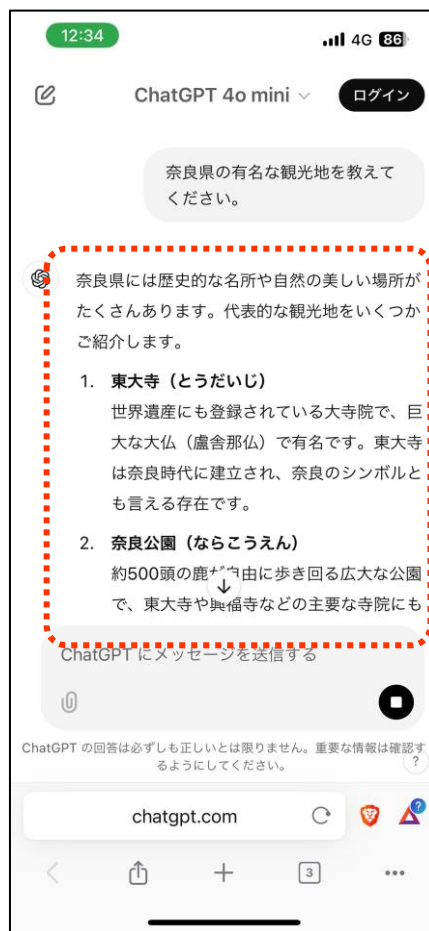 12:34
4G 86
ChatGPT 4o mini
ログイン
奈良県の有名な観光地を教えて
ください。
奈良県には歴史的な名所や自然の美しい場所が
たくさんあります。代表的な観光地をいくつか
ご紹介します。
1. 東大寺（とうだいじ）
世界遺産にも登録されている大寺院で、巨
大な大仏（盧舎那仏）で有名です。東大寺
は奈良時代に建立され、奈良のシンボルと
も言える存在です。
2. 奈良公園（ならこうえん）
約500頭の鹿が自由に歩き回る広大な公園
で、東大寺や興福寺などの主要な寺院にも
ChatGPT にメッセージを送信する
ChatGPT の回答は必ずしも正しいとは限りません。重要な情報は確認す
るようにしてください。
?
chatgpt.com
?
3